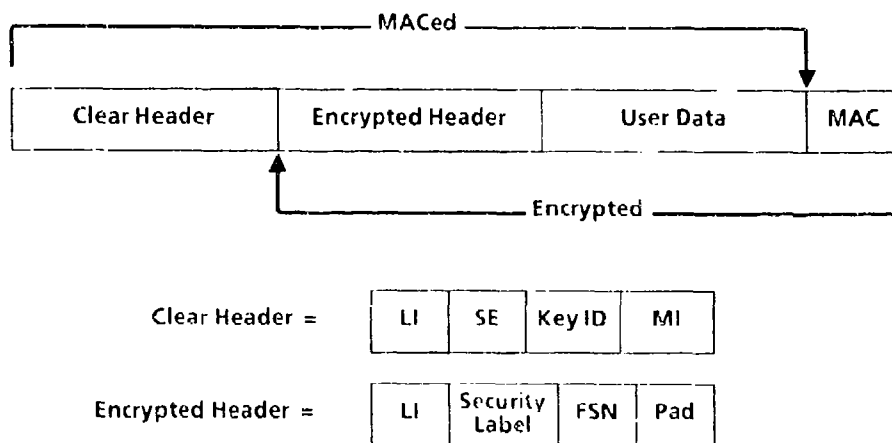 MACed
Clear Header Encrypted Header User Data MAC
Encrypted
Clear Header = LI SE Key ID MI
Encrypted Header = LI Security Label FSN Pad